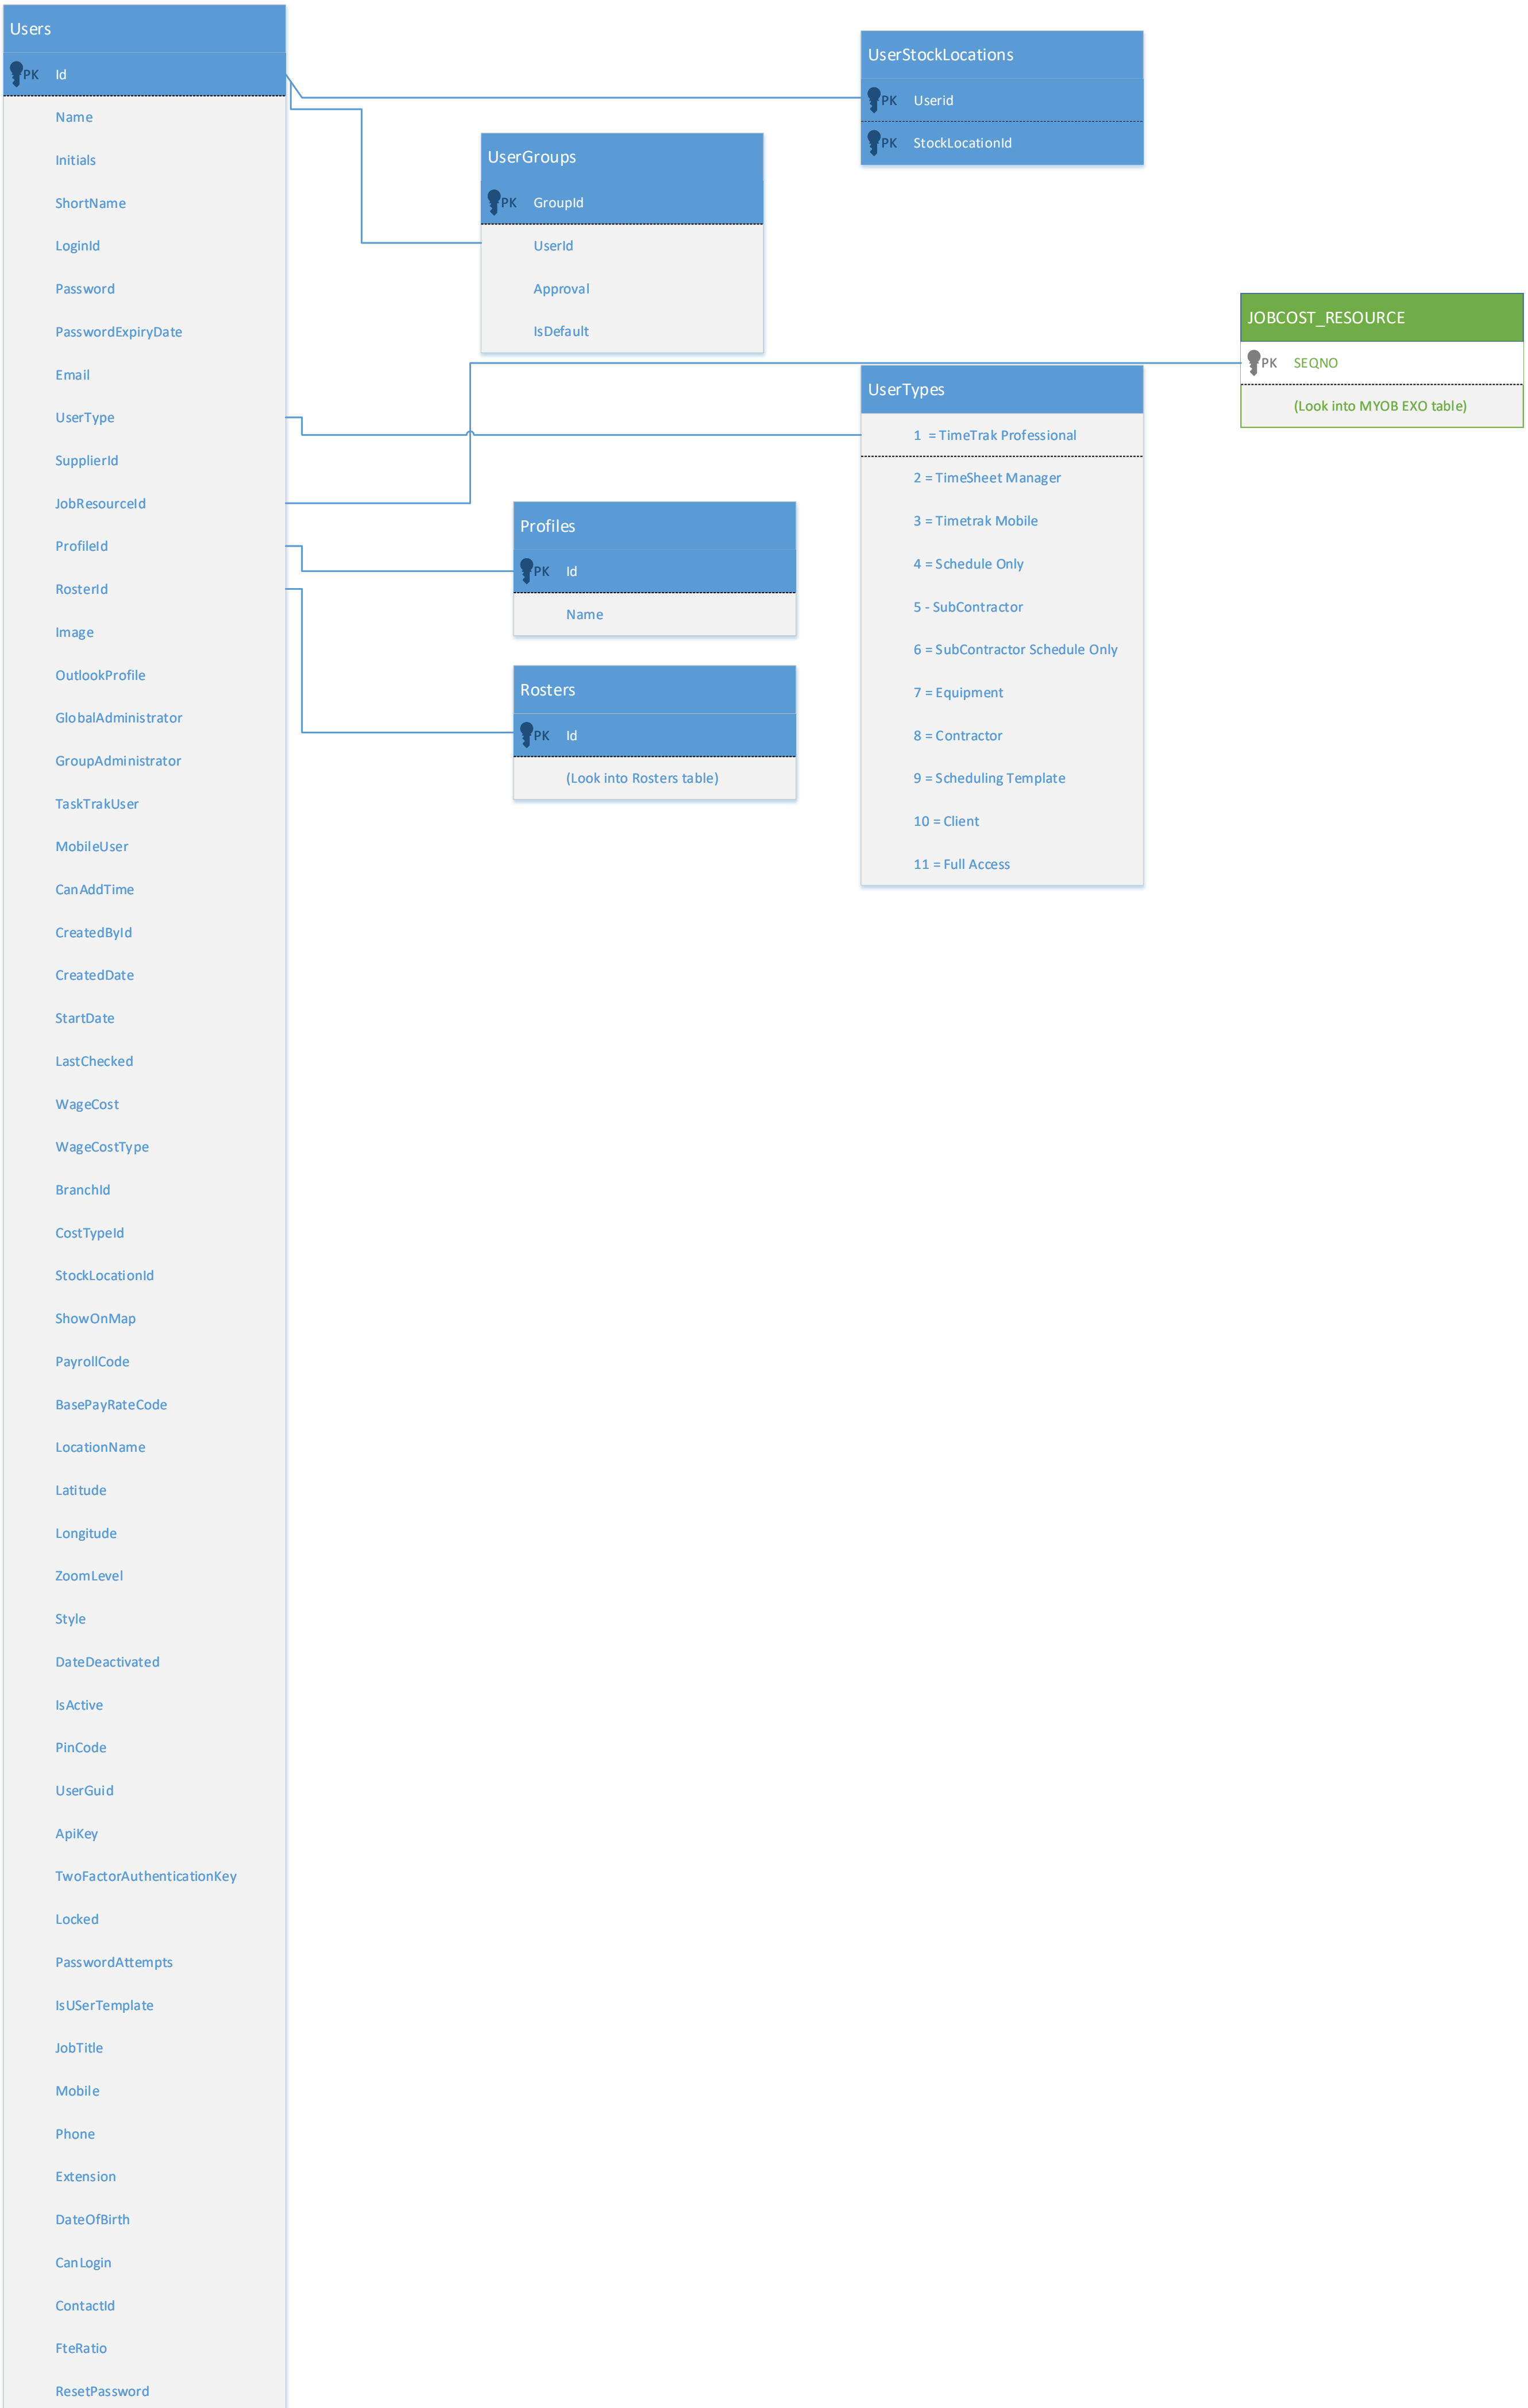 Users
PK Id
Name
Initials
ShortName
LoginId
Password
PasswordExpiryDate
Email
UserType
SupplierId
JobResourceId
ProfileId
RosterId
Image
OutlookProfile
GlobalAdministrator
GroupAdministrator
TaskTrakUser
MobileUser
CanAddTime
CreatedById
CreatedDate
StartDate
LastChecked
WageCost
WageCostType
BranchId
CostTypeId
StockLocationId
ShowOnMap
PayrollCode
BasePayRateCode
LocationName
Latitude
Longitude
ZoomLevel
Style
DateDeactivated
IsActive
PinCode
UserGuid
ApiKey
TwoFactorAuthenticationKey
Locked
PasswordAttempts
IsUSerTemplate
JobTitle
Mobile
Phone
Extension
DateOfBirth
CanLogin
ContactId
FteRatio
ResetPassword
UserGroups
PK GroupId
UserId
Approval
IsDefault
Profiles
PK Id
Name
Rosters
PK Id
(Look into Rosters table)
UserStockLocations
PK Userid
PK StockLocationId
UserTypes
1 = TimeTrak Professional
2 = TimeSheet Manager
3 = Timetrak Mobile
4 = Schedule Only
5 - SubContractor
6 = SubContractor Schedule Only
7 = Equipment
8 = Contractor
9 = Scheduling Template
10 = Client
11 = Full Access
JOBCOST_RESOURCE
PK SEQNO
(Look into MYOB EXO table)